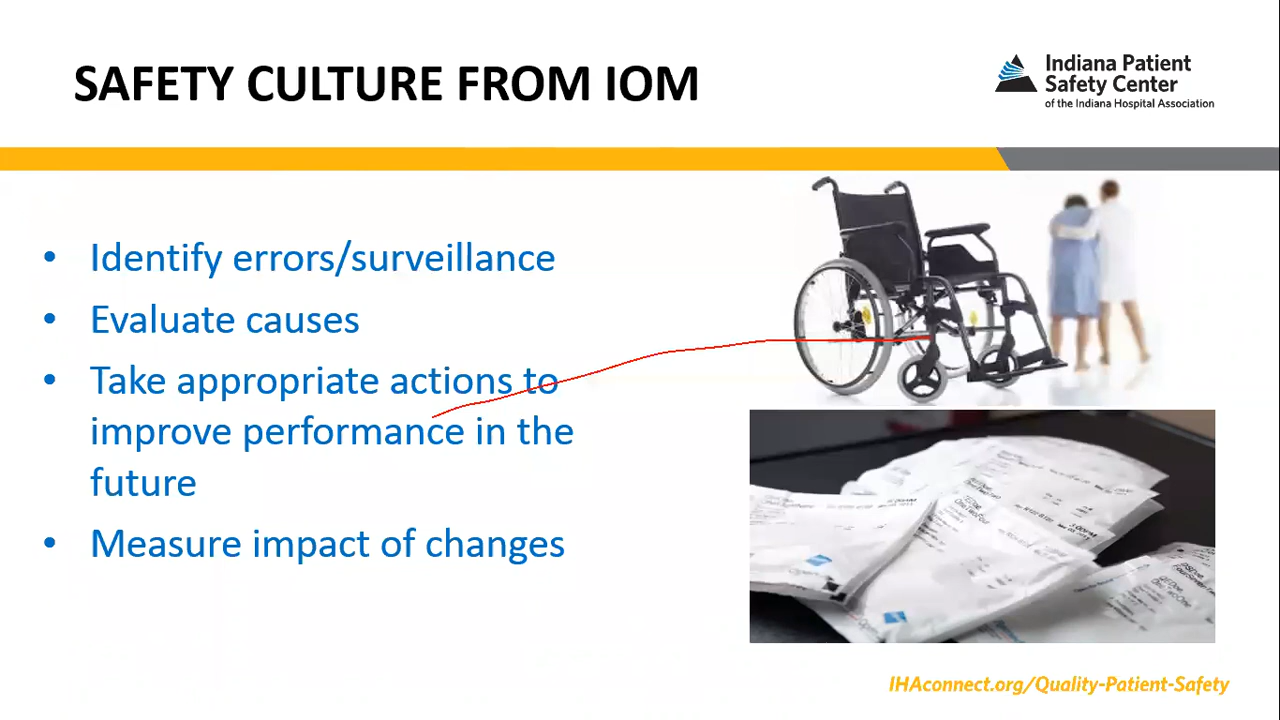 SAFETY CULTURE FROM IOM
Indiana Patient
Safety Center
of the Indiana Hospital Association
• Identify errors/surveillance
• Evaluate causes
• Take appropriate actions to
improve performance in the
future
• Measure impact of changes
IHAconnect.org/Quality-Patient-Safety